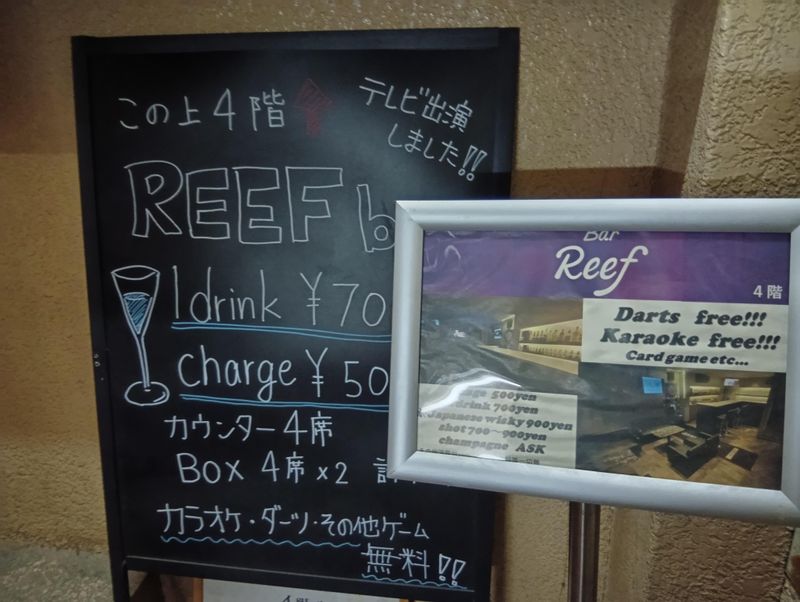 この上4階
テレビ出演
しました!!
REEF b
1drink ¥70
charge ¥50
カウンター4席
Box 4席×2
カラオケ・ダーツ・その他ゲーム
無料!!
Bar
Reef
4階
Darts free!!!
Karaoke free!!!
Card game etc...
500yen
drink 700yen
Japanese wisky 900yen
shot 700~900yen
champagne ASK